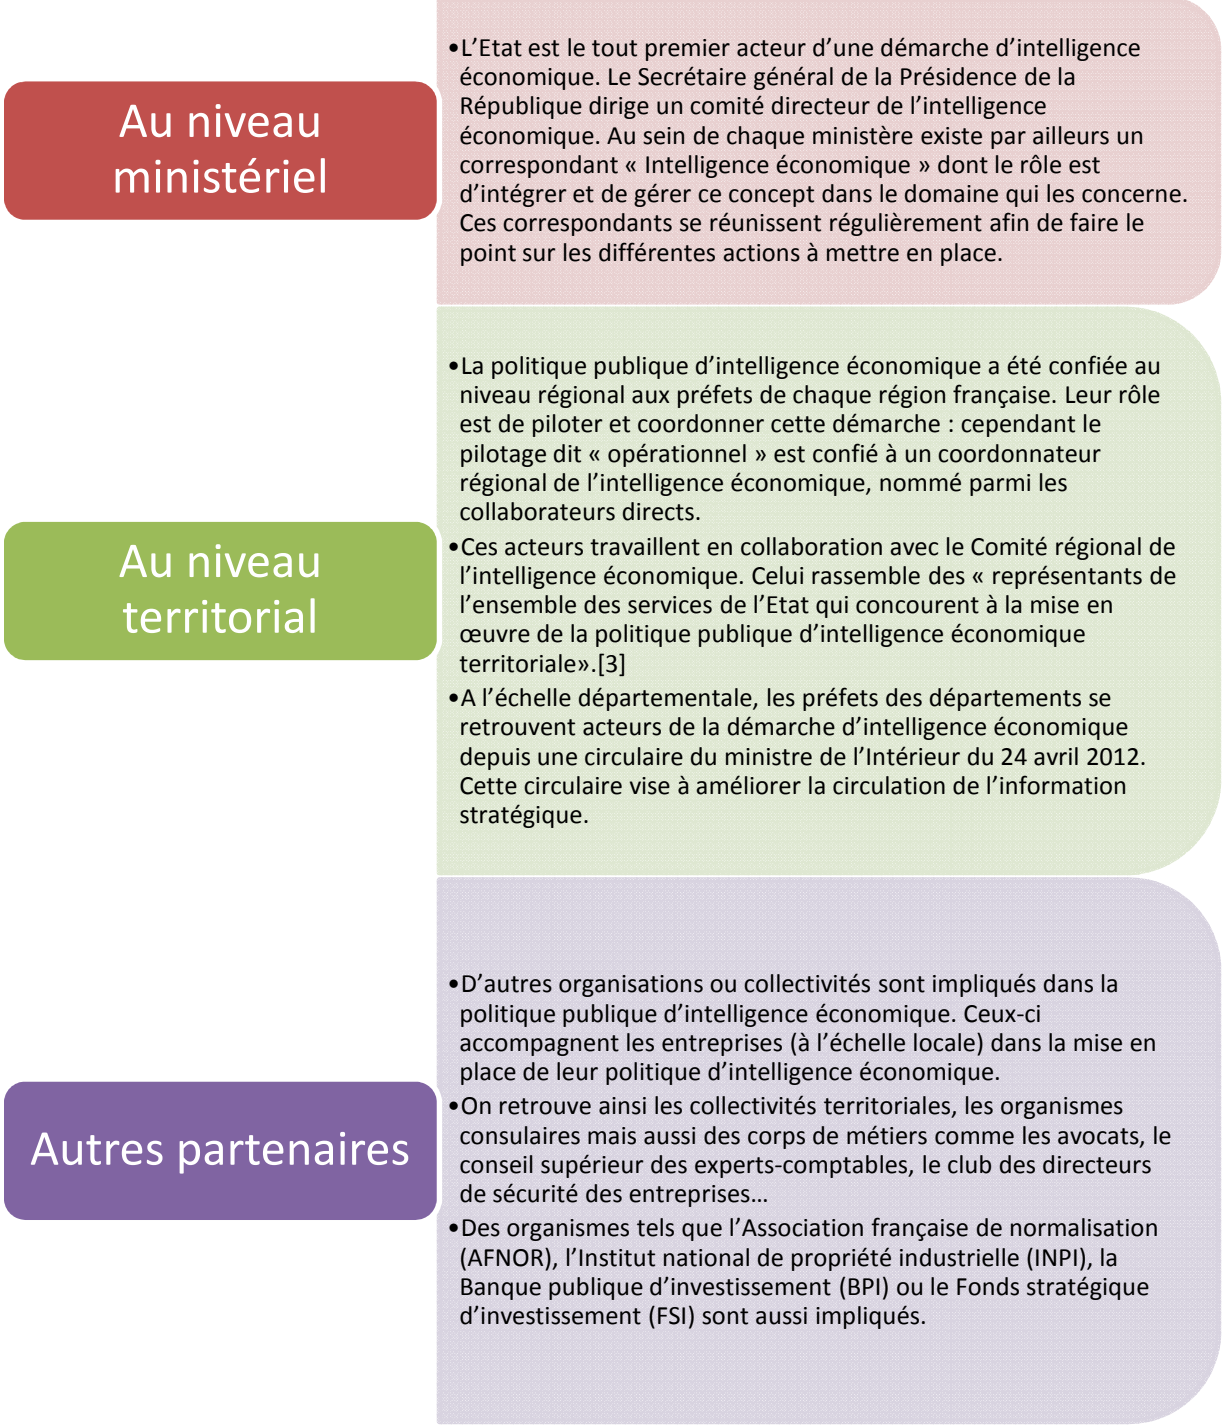 Au niveau
ministériel
•L’Etat est le tout premier acteur d’une démarche d’intelligence
économique. Le Secrétaire général de la Présidence de la
République dirige un comité directeur de l’intelligence
économique. Au sein de chaque ministère existe par ailleurs un
correspondant « Intelligence économique » dont le rôle est
d’intégrer et de gérer ce concept dans le domaine qui les concerne.
Ces correspondants se réunissent régulièrement afin de faire le
point sur les différentes actions à mettre en place.
Au niveau
territorial
•La politique publique d’intelligence économique a été confiée au
niveau régional aux préfets de chaque région française. Leur rôle
est de piloter et coordonner cette démarche : cependant le
pilotage dit « opérationnel » est confié à un coordonnateur
régional de l’intelligence économique, nommé parmi les
collaborateurs directs.
•Ces acteurs travaillent en collaboration avec le Comité régional de
l’intelligence économique. Celui rassemble des « représentants de
l’ensemble des services de l’Etat qui concourent à la mise en
œuvre de la politique publique d’intelligence économique
territoriale».[3]
•A l’échelle départementale, les préfets des départements se
retrouvent acteurs de la démarche d’intelligence économique
depuis une circulaire du ministre de l’Intérieur du 24 avril 2012.
Cette circulaire vise à améliorer la circulation de l’information
stratégique.
Autres partenaires
•D’autres organisations ou collectivités sont impliqués dans la
politique publique d’intelligence économique. Ceux-ci
accompagnent les entreprises (à l’échelle locale) dans la mise en
place de leur politique d’intelligence économique.
•On retrouve ainsi les collectivités territoriales, les organismes
consulaires mais aussi des corps de métiers comme les avocats, le
conseil supérieur des experts-comptables, le club des directeurs
de sécurité des entreprises…
•Des organismes tels que l’Association française de normalisation
(AFNOR), l’Institut national de propriété industrielle (INPI), la
Banque publique d’investissement (BPI) ou le Fonds stratégique
d’investissement (FSI) sont aussi impliqués.